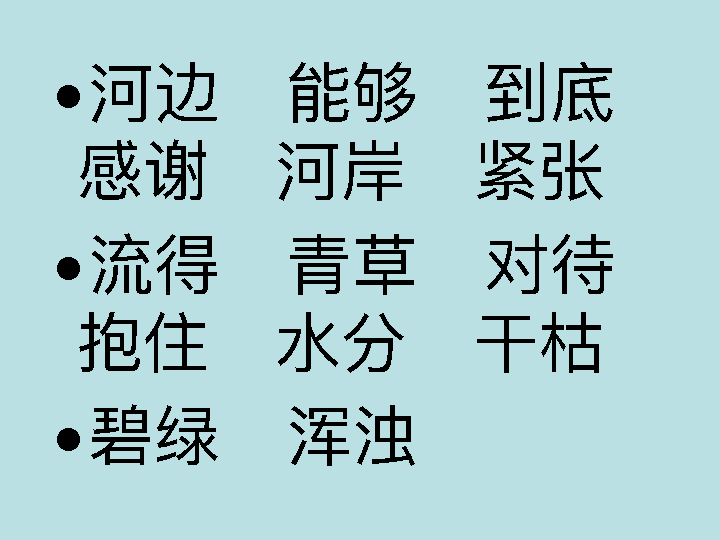 •河边 能够 到底
感谢 河岸 紧张
•流得 青草 对待
抱住 水分 干枯
•碧绿 浑浊